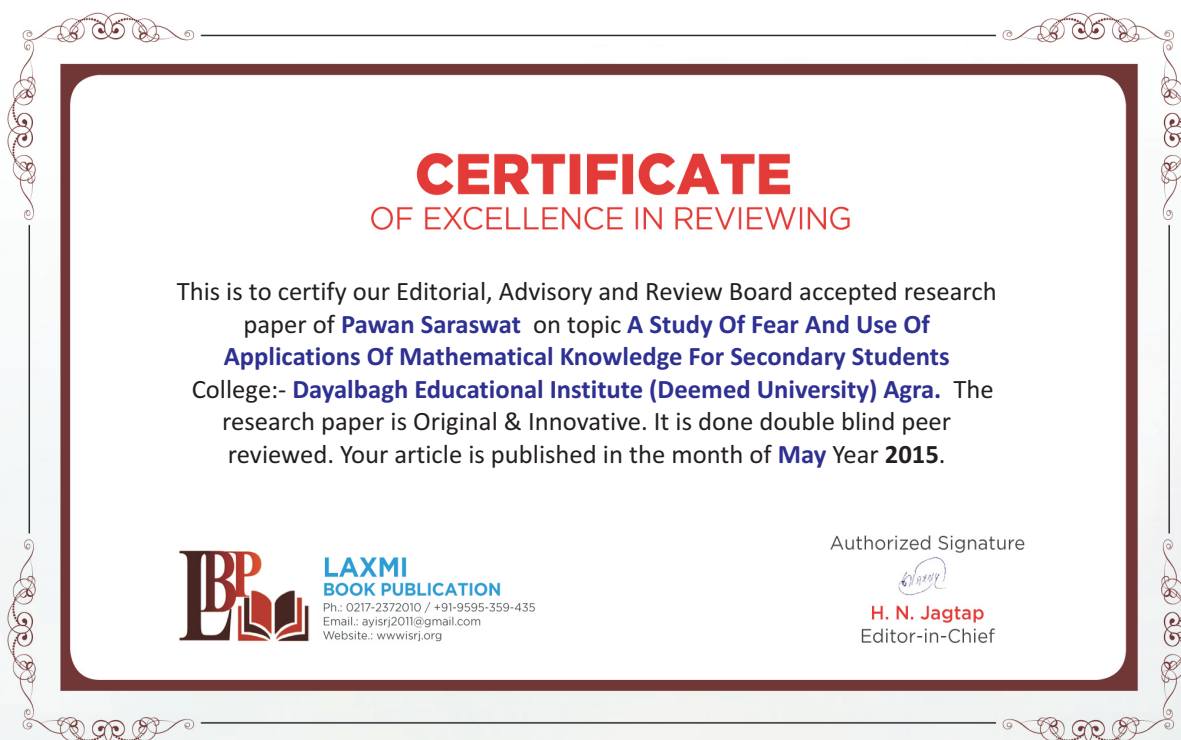 CERTIFICATE
OF EXCELLENCE IN REVIEWING
This is to certify our Editorial, Advisory and Review Board accepted research
paper of Pawan Saraswat on topic A Study Of Fear And Use Of
Applications Of Mathematical Knowledge For Secondary Students
College:- Dayalbagh Educational Institute (Deemed University) Agra. The
research paper is Original & Innovative. It is done double blind peer
reviewed. Your article is published in the month of May Year 2015.
LBP
LAXMI
BOOK PUBLICATION
Ph.: 0217-2372010 / +91-9595-359-435
Email.: ayisrj2011@gmail.com
Website.: wwwisrj.org
Authorized Signature
H. N. Jagtap
Editor-in-Chief